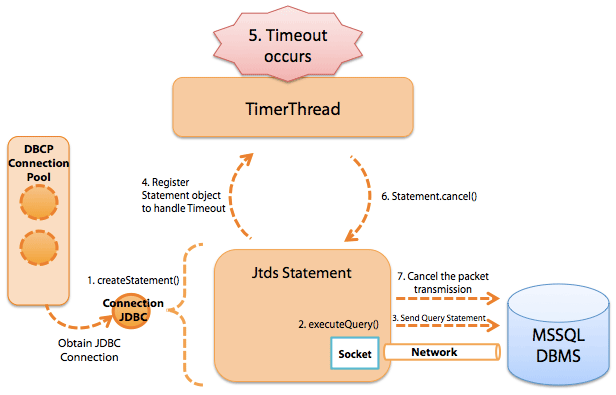 5. Timeout
occurs
TimerThread
DBCP
Connection
Pool
4. Register
Statement object
to handle Timeout
6. Statement.cancel()
1. createStatement()
Connection
JDBC
Obtain JDBC
Connection
Jtds Statement
2. executeQuery()
Socket
7. Cancel the packet
transmission
3. Send Query Statement
Network
MSSQL
DBMS